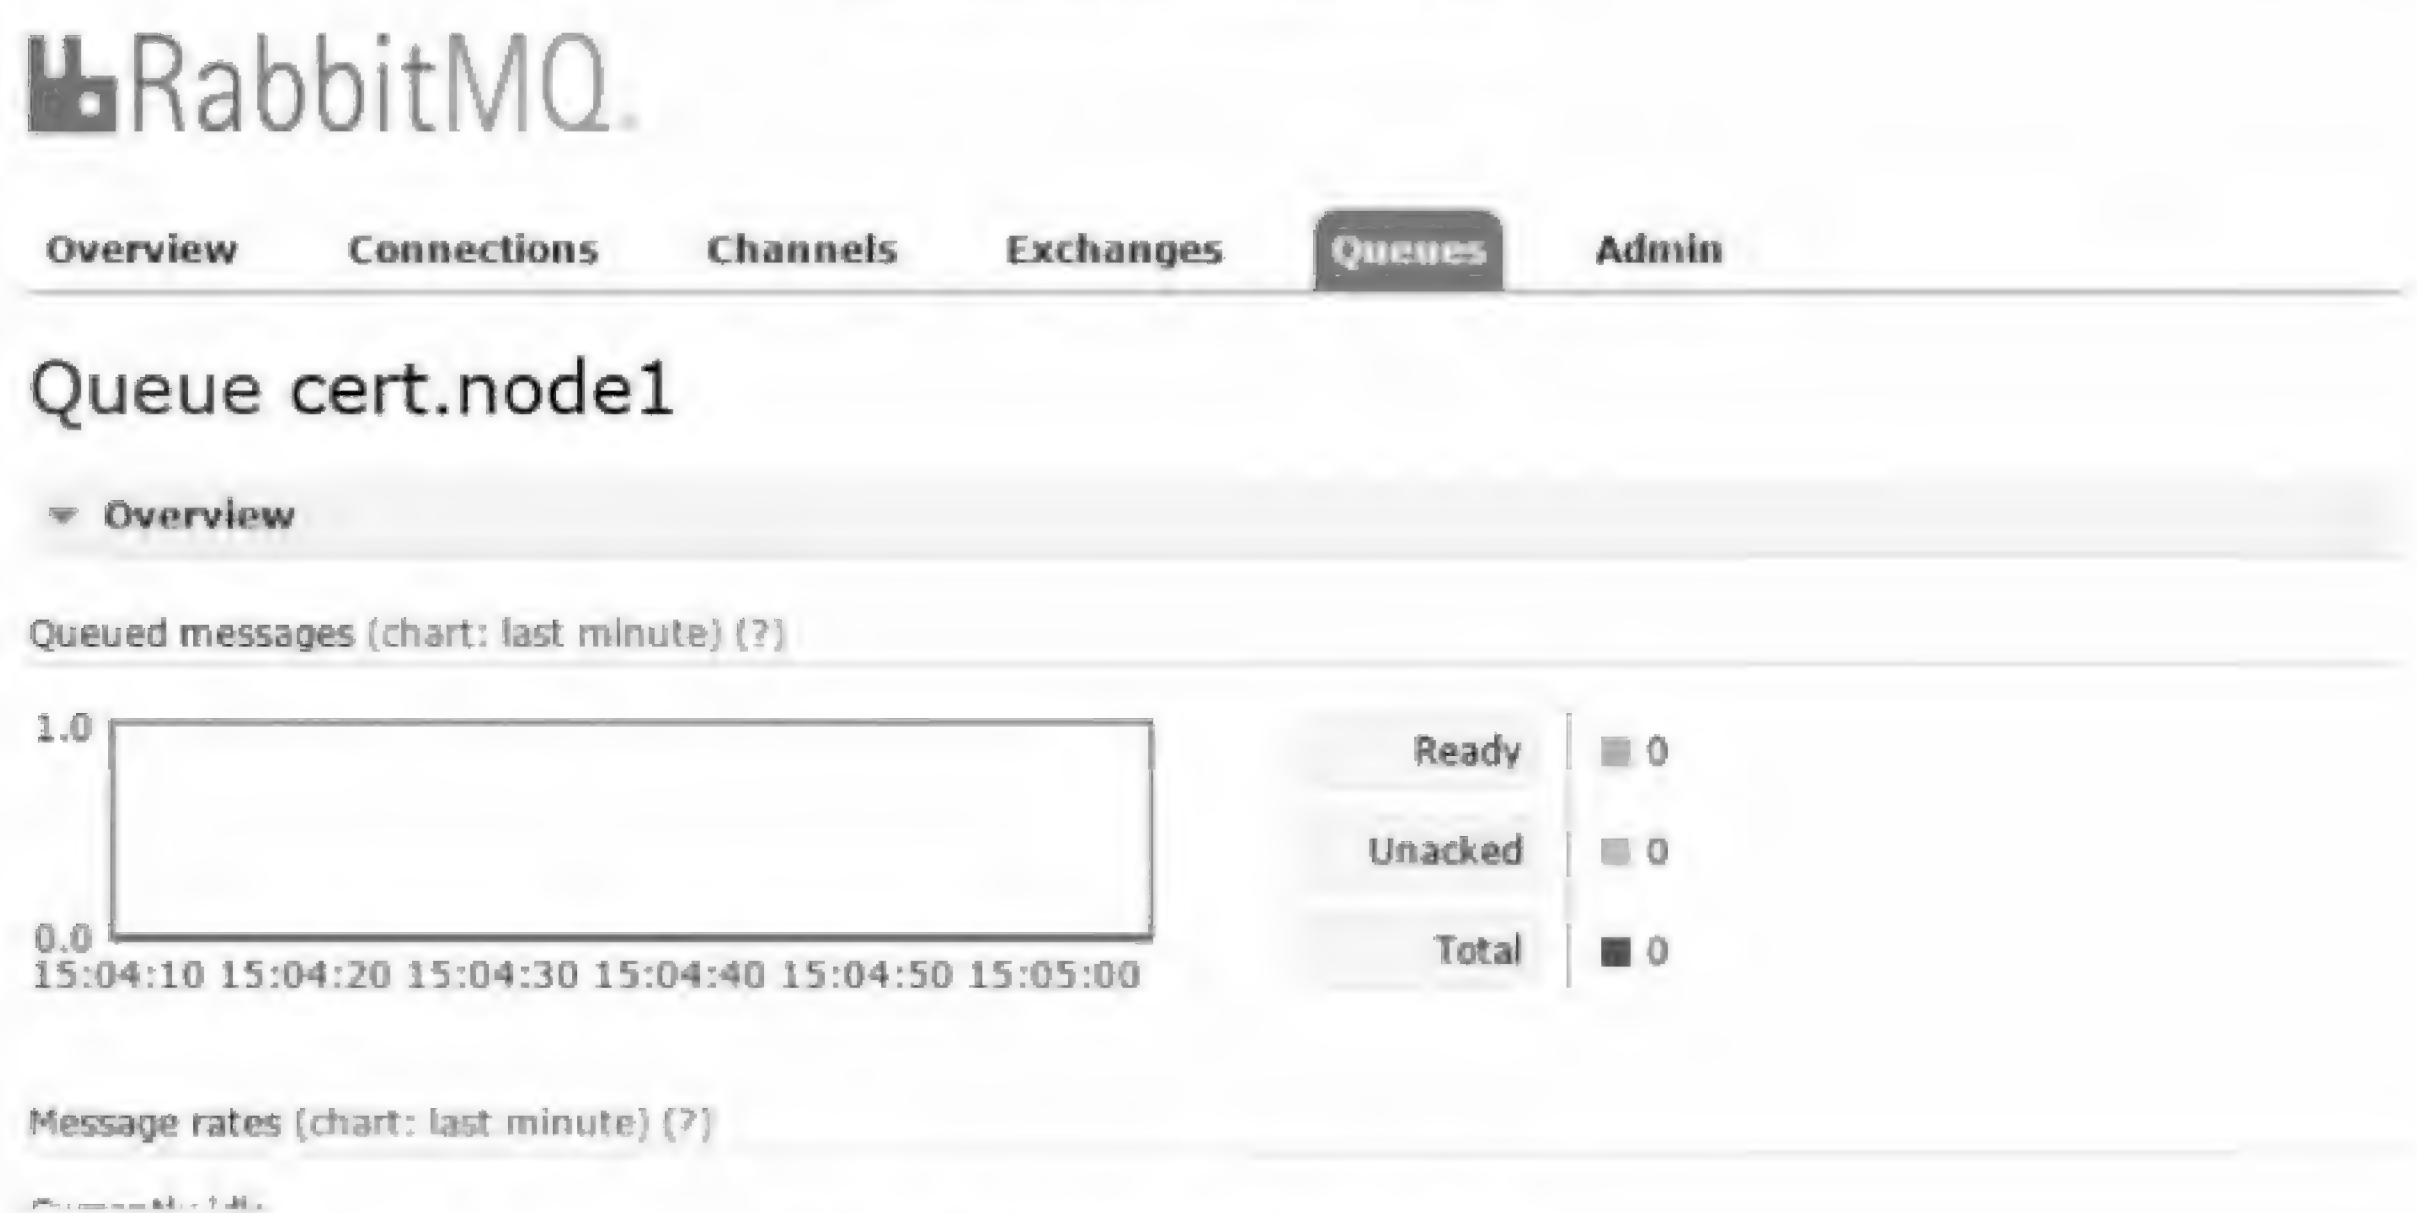 RabbitMQ.
Overview Connections Channels Exchanges Queues Admin
Queue cert.node1
Overview
Queued messages (chart: last minute) (?)
1.0
0.0
15:04:10 15:04:20 15:04:30 15:04:40 15:04:50 15:05:00
Ready 0
Unacked 0
Total 0
Message rates (chart: last minute) (?)